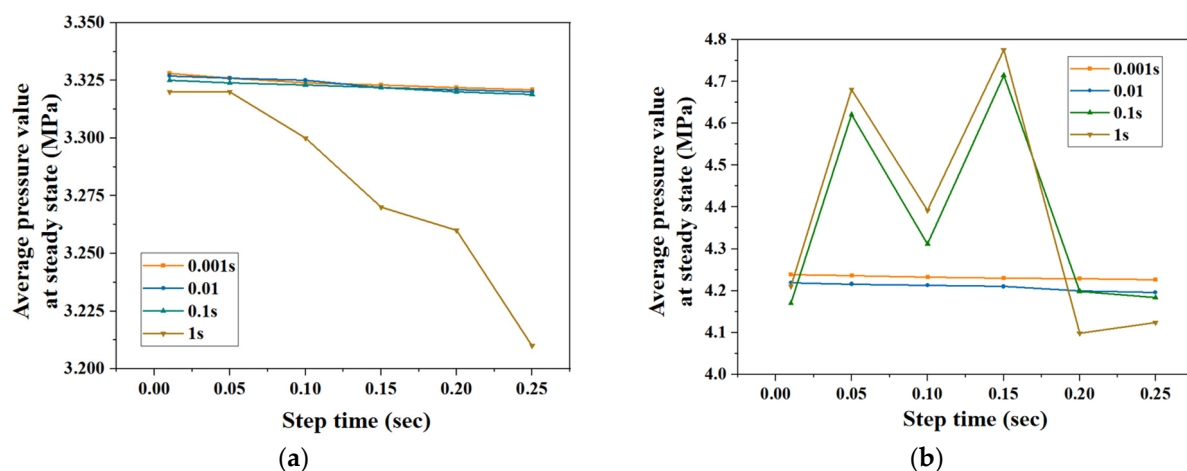 3.350
3.325
3.300
3.275
3.250
3.225
3.200
Average pressure value
at steady state (MPa)
0.001s
0.01
0.1s
1s
0.00 0.05 0.10 0.15 0.20 0.25
Step time (sec)
(a)
4.8
4.7
4.6
4.5
4.4
4.3
4.2
4.1
4.0
Average pressure value
at steady state (MPa)
0.001s
0.01
0.1s
1s
0.00 0.05 0.10 0.15 0.20 0.25
Step time (sec)
(b)